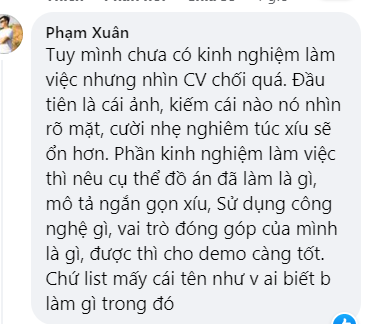 Phạm Xuân
Tuy mình chưa có kinh nghiệm làm
việc nhưng nhìn CV chối quá. Đầu
tiên là cái ảnh, kiếm cái nào nó nhìn
rõ mặt, cười nhẹ nghiêm túc xíu sẽ
ổn hơn. Phần kinh nghiệm làm việc
thì nêu cụ thể đồ án đã làm là gì,
mô tả ngắn gọn xíu, Sử dụng công
nghệ gì, vai trò đóng góp của mình
là gì, được thì cho demo càng tốt.
Chứ list mấy cái tên như v ai biết b
làm gì trong đó